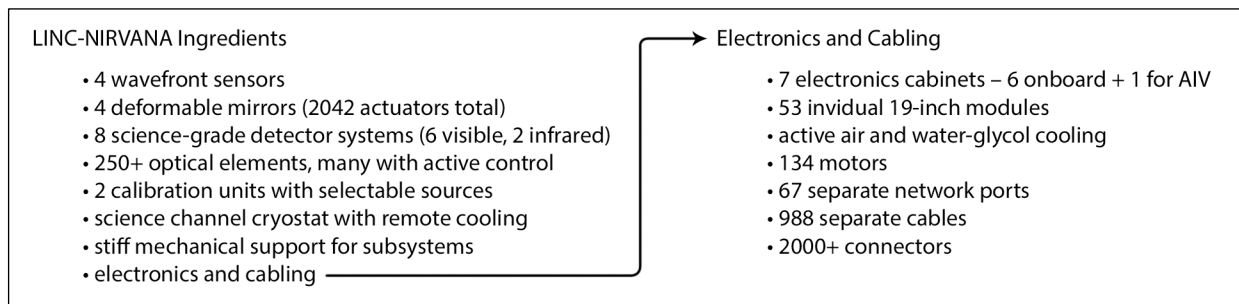 LINC-NIRVANA Ingredients
• 4 wavefront sensors
• 4 deformable mirrors (2042 actuators total)
• 8 science-grade detector systems (6 visible, 2 infrared)
• 250+ optical elements, many with active control
• 2 calibration units with selectable sources
• science channel cryostat with remote cooling
• stiff mechanical support for subsystems
• electronics and cabling
Electronics and Cabling
• 7 electronics cabinets – 6 onboard + 1 for AIV
• 53 invidual 19-inch modules
• active air and water-glycol cooling
• 134 motors
• 67 separate network ports
• 988 separate cables
• 2000+ connectors